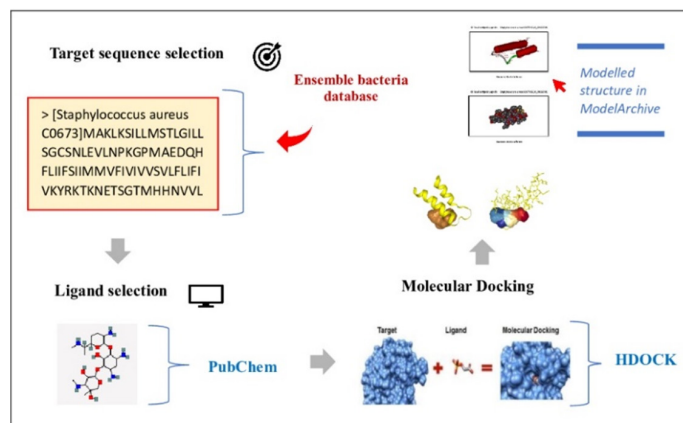 Target sequence selection
Ensemble bacteria
database
> [Staphylococcus aureus
C0673]MAKLKSILLMSTLGILL
SGCSNLEVLNPKGPMAEDQH
FLIIFSIIMMVFIVIVVSVLFLIFI
VKYRKTKNETSGTMHHNVVL
Modelled
structure in
ModelArchive
Ligand selection
PubChem
Molecular Docking
Target
Ligand
Molecular Docking
HDOCK